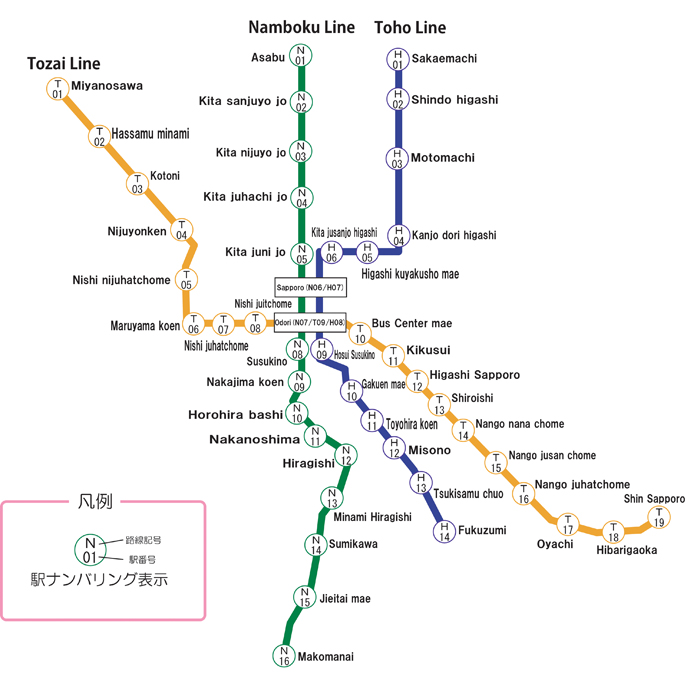 Namboku Line
Toho Line
Tozai Line
Asabu
N
01
Kita sanjuyo jo
N
02
Kita nijuyo jo
N
03
Kita juhachi jo
N
04
Kita juni jo
N
05
Sapporo(N06/H07)
Odori(N07/T09/H08)
Susukino
N
08
Nakajima koen
N
09
Horohira bashi
N
10
Nakanoshima
N
11
Hiragishi
N
12
N
13
Minami Hiragishi
N
14
Sumikawa
N
15
Jieitai mae
N
16
Makomanai
H
01
Sakaemachi
H
02
Shindo higashi
H
03
Motomachi
H
04
Kanjo dori higashi
H
05
Higashi kuyakusho mae
Kita jusanjo higashi
H
06
H
09
Hosui Susukino
H
10
Gakuen mae
H
11
Toyohira koen
H
12
Misono
H
13
Tsukisamu chuo
H
14
Fukuzumi
T
01
Miyanosawa
T
02
Hassamu minami
T
03
Kotoni
Nijuyonken
T
04
Nishi nijuhatchome
T
05
Maruyama koen
T
06
T
07
Nishi juhatchome
Nishi juitchome
T
08
T
10
Bus Center mae
T
11
Kikusui
T
12
Higashi Sapporo
T
13
Shiroishi
T
14
Nango nana chome
T
15
Nango jusan chome
T
16
Nango juhatchome
T
17
Oyachi
T
18
Hibarigaoka
Shin Sapporo
T
19
凡例
N
01
路線記号
駅番号
駅ナンバリング表示